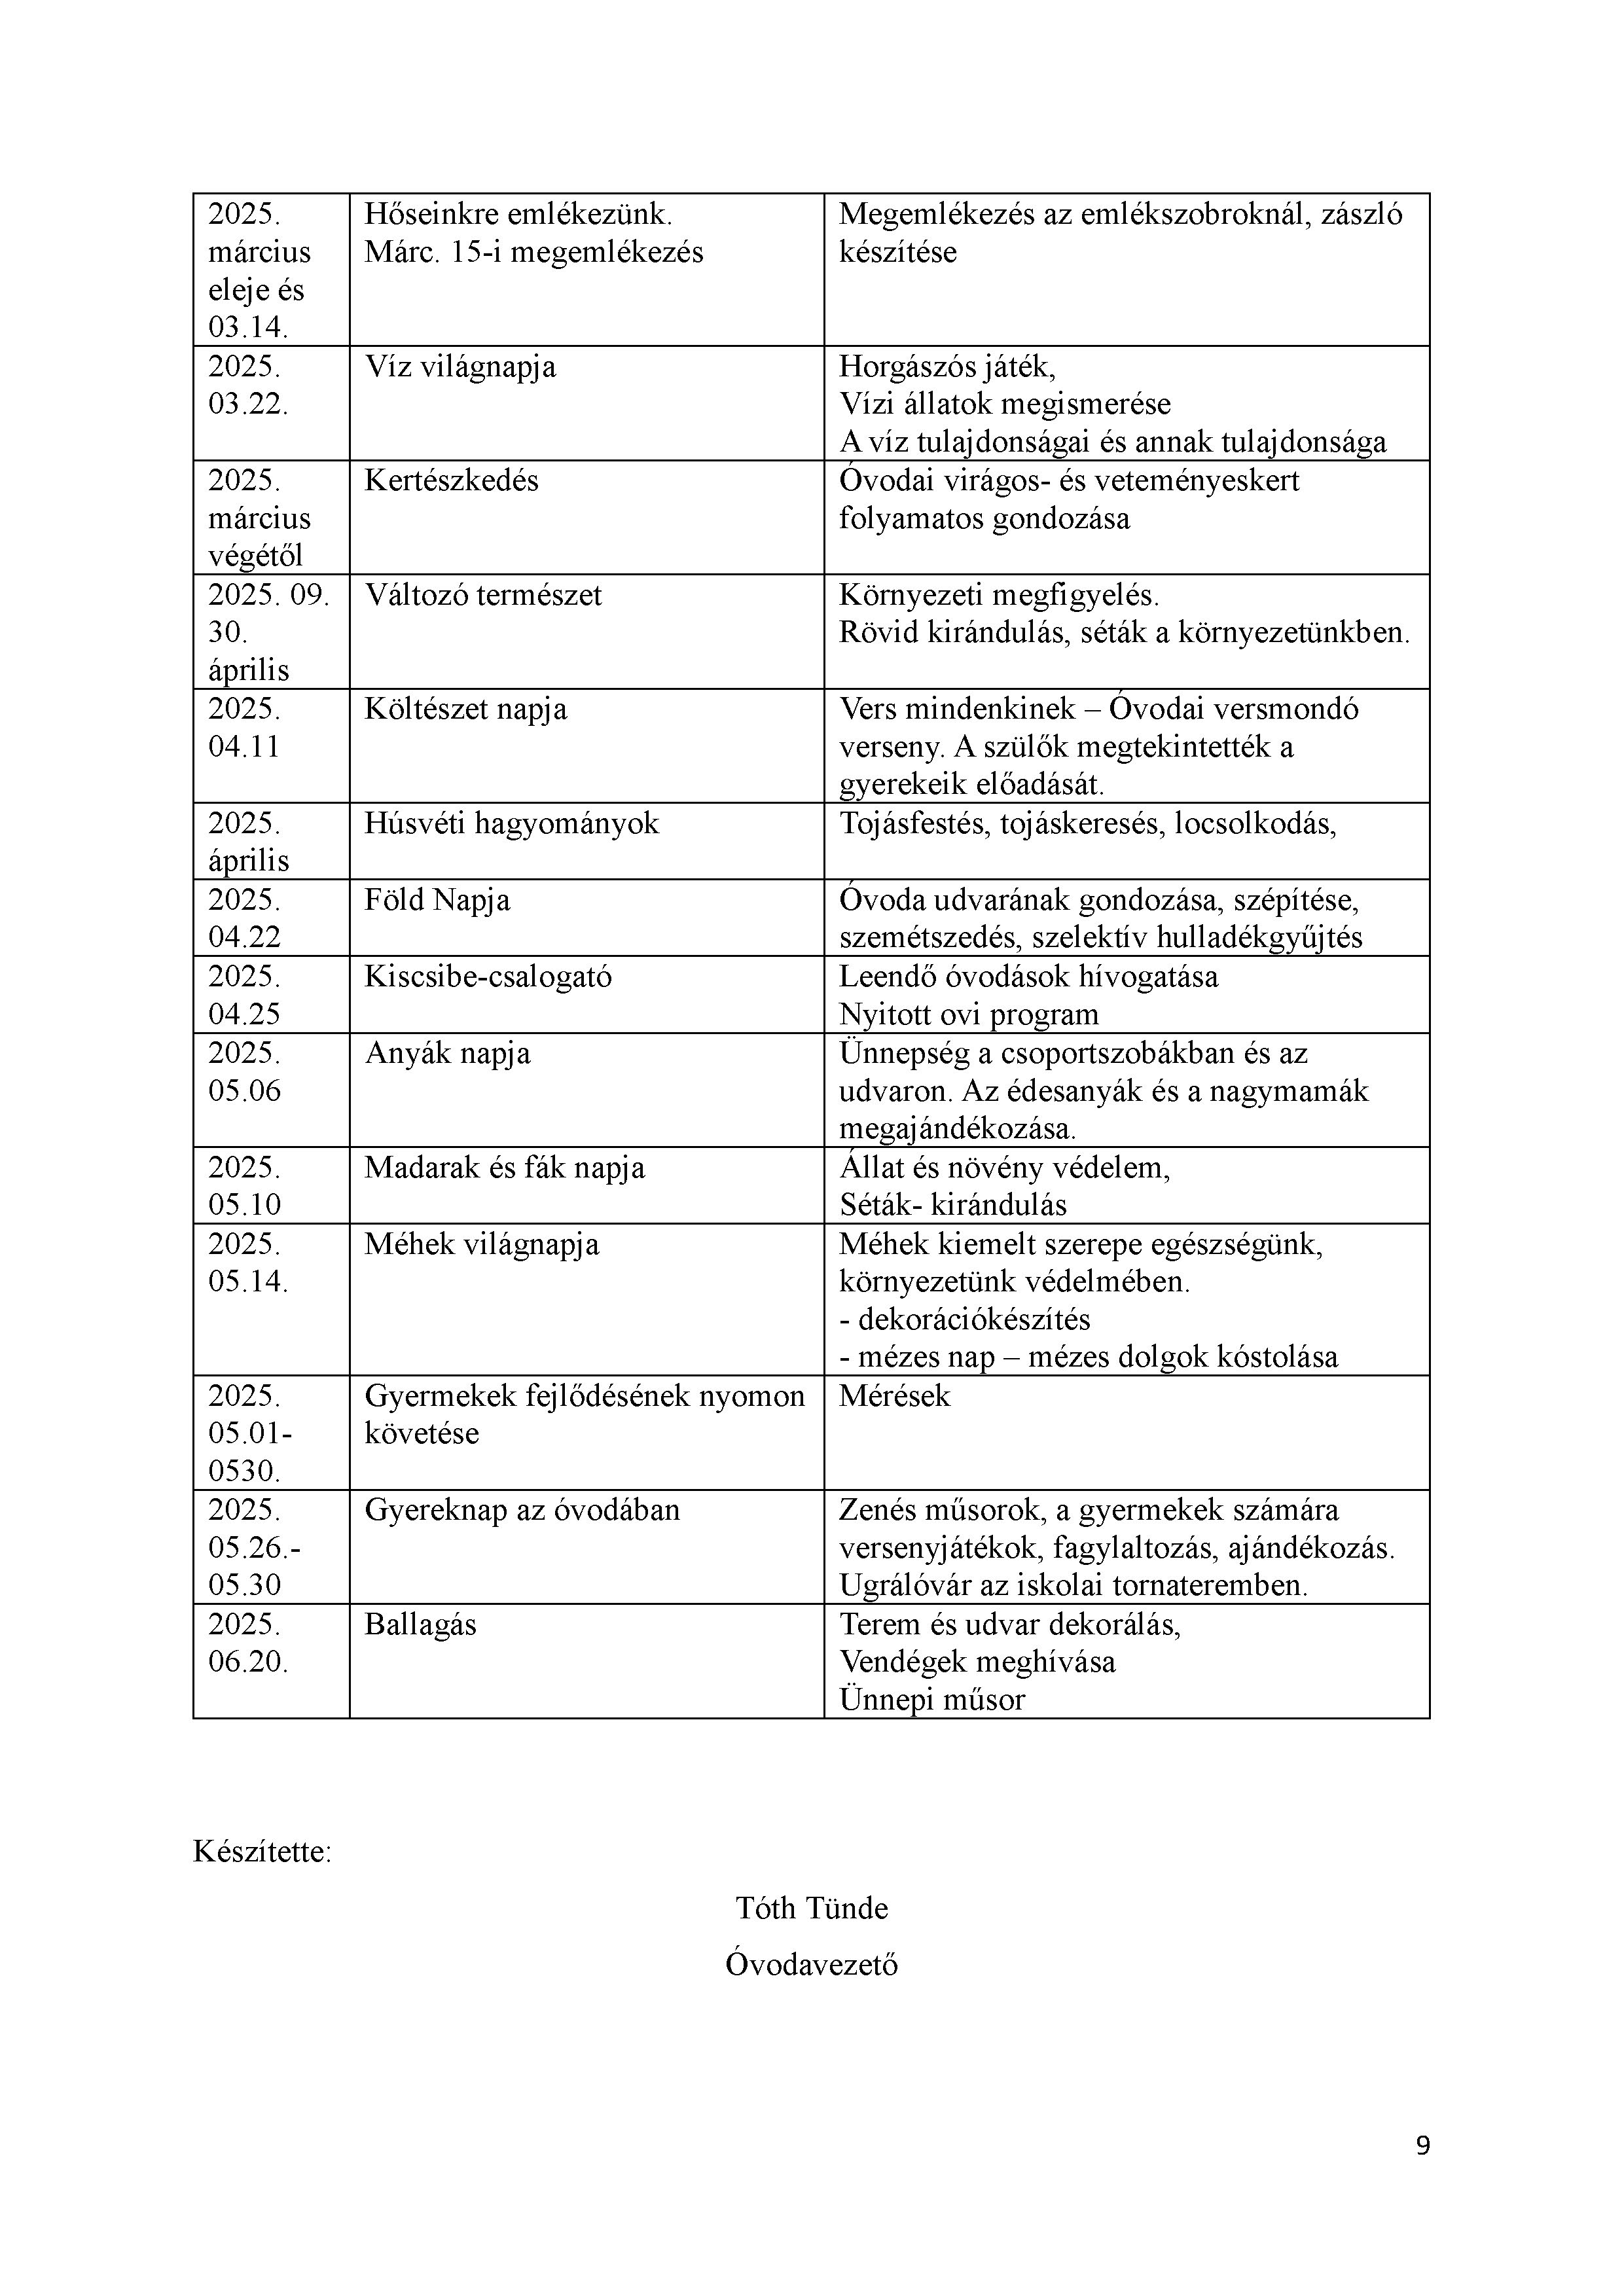 2025.
március
eleje és
03.14.
Hőseinkre emlékezünk.
Márc. 15-i megemlékezés
Megemlékezés az emlékszobroknál, zászló
készítése
2025.
03.22.
Víz világnapja
Horgászós játék,
Vízi állatok megismerése
A víz tulajdonságai és annak tulajdonsága
2025.
március
végétől
Kertészkedés
Óvodai virágos- és veteményeskert
folyamatos gondozása
2025. 09.
30.
április
Változó természet
Környezeti megfigyelés.
Rövid kirándulás, séták a környezetünkben.
2025.
04.11
Költészet napja
Vers mindenkinek – Óvodai versmondó
verseny. A szülők megtekintették a
gyerekeik előadását.
2025.
április
Húsvéti hagyományok
Tojásfestés, tojáskeresés, locsolkodás,
2025.
04.22
Föld Napja
Óvoda udvarának gondozása, szépítése,
szemétszedés, szelektív hulladékgyűjtés
2025.
04.25
Kiscsibe-csalogató
Leendő óvodások hívogatása
Nyitott ovi program
2025.
05.06
Anyák napja
Ünnepség a csoportszobákban és az
udvaron. Az édesanyák és a nagymamák
megajándékozása.
2025.
05.10
Madarak és fák napja
Állat és növény védelem,
Séták- kirándulás
2025.
05.14.
Méhek világnapja
Méhek kiemelt szerepe egészségünk,
környezetünk védelmében.
- dekorációkészítés
- mézes nap – mézes dolgok kóstolása
2025.
05.01-
0530.
Gyermekek fejlődésének nyomon
követése
Mérések
2025.
05.26.-
05.30
Gyereknap az óvodában
Zenés műsorok, a gyermekek számára
versenyjátékok, fagylaltozás, ajándékozás.
Ugrálóvár az iskolai tornateremben.
2025.
06.20.
Ballagás
Terem és udvar dekorálás,
Vendégek meghívása
Ünnepi műsor
Készítette:
Tóth Tünde
Óvodavezető
9